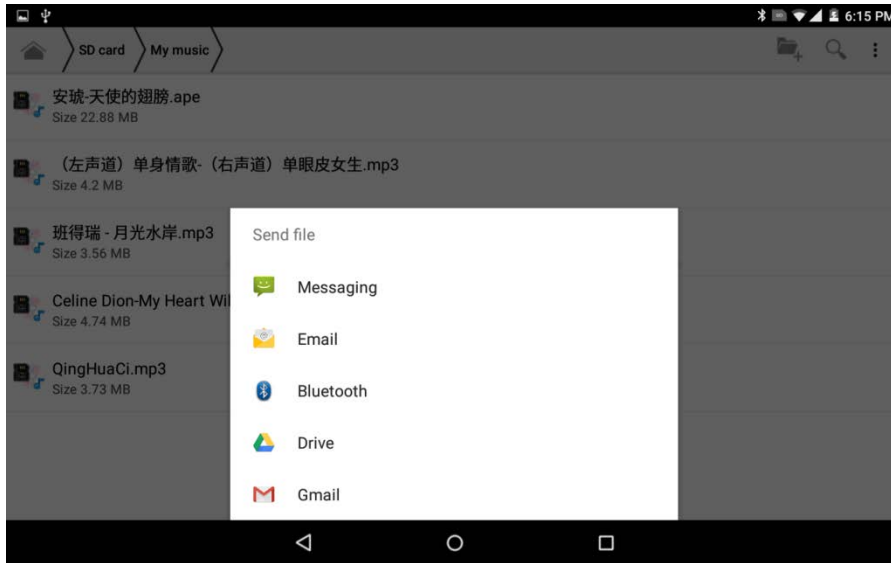 6:15 PM
SD card
My music
安琥-天使的翅膀.ape
Size 22.88 MB
（左声道）单身情歌-（右声道）单眼皮女生.mp3
Size 4.2 MB
班得瑞 - 月光水岸.mp3
Size 3.56 MB
Celine Dion-My Heart Wil
Size 4.74 MB
QingHuaCi.mp3
Size 3.73 MB
Send file
Messaging
Email
Bluetooth
Drive
Gmail